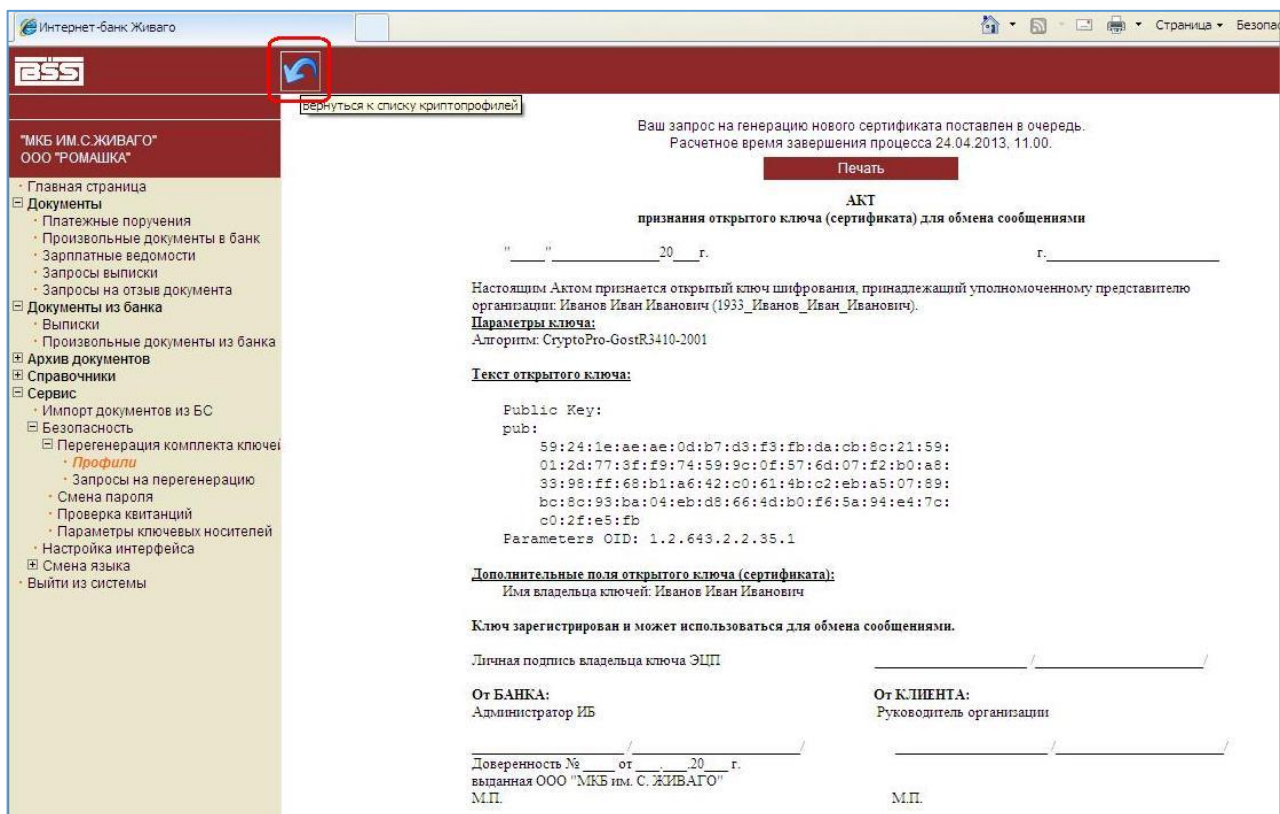 Интернет-банк Живаго
Страница
Безопас
BSS
Вернуться к списку криптопрофилей
"МКБ ИМ.С.ЖИВАГО"
ООО "РОМАШКА"
Главная страница
Документы
Платежные поручения
Произвольные документы в банк
Зарплатные ведомости
Запросы выписки
Запросы на отзыв документа
Документы из банка
Выписки
Произвольные документы из банка
Архив документов
Справочники
Сервис
Импорт документов из БС
Безопасность
Перегенерация комплекта ключей
Профили
Запросы на перегенерацию
Смена пароля
Проверка квитанций
Параметры ключевых носителей
Настройка интерфейса
Смена языка
Выйти из системы
Ваш запрос на генерацию нового сертификата поставлен в очередь.
Расчетное время завершения процесса 24.04.2013, 11.00.
Печать
АКТ
признания открытого ключа (сертификата) для обмена сообщениями
"_____"_______________20____г. г.________________________
Настоящим Актом признается открытый ключ шифрования, принадлежащий уполномоченному представителю
организации: Иванов Иван Иванович (1933_Иванов_Иван_Иванович).
Параметры ключа:
Алгоритм: CryptoPro-GostR3410-2001
Текст открытого ключа:
Public Key:
pub:
59:24:1e:ae:ae:0d:b7:d3:f3:fb:da:cb:8c:21:59:
01:2d:77:3f:f9:74:59:9c:0f:57:6d:07:f2:b0:a8:
33:98:ff:68:b1:a6:42:c0:61:4b:c2:eb:a5:07:89:
bc:8c:93:ba:04:eb:d8:66:4d:b0:f6:5a:94:e4:7c:
c0:2f:e5:fb
Parameters OID: 1.2.643.2.2.35.1
Дополнительные поля открытого ключа (сертификата):
Имя владельца ключей: Иванов Иван Иванович
Ключ зарегистрирован и может использоваться для обмена сообщениями.
Личная подпись владельца ключа ЭЦП _____________________/_______________________/
От БАНКА: От КЛИЕНТА:
Администратор ИБ Руководитель организации
_____________________/_______________________/ _____________________/_______________________/
Доверенность № ____ от ___.___.20___ г.
выданная ООО "МКБ им. С. ЖИВАГО"
М.П. М.П.